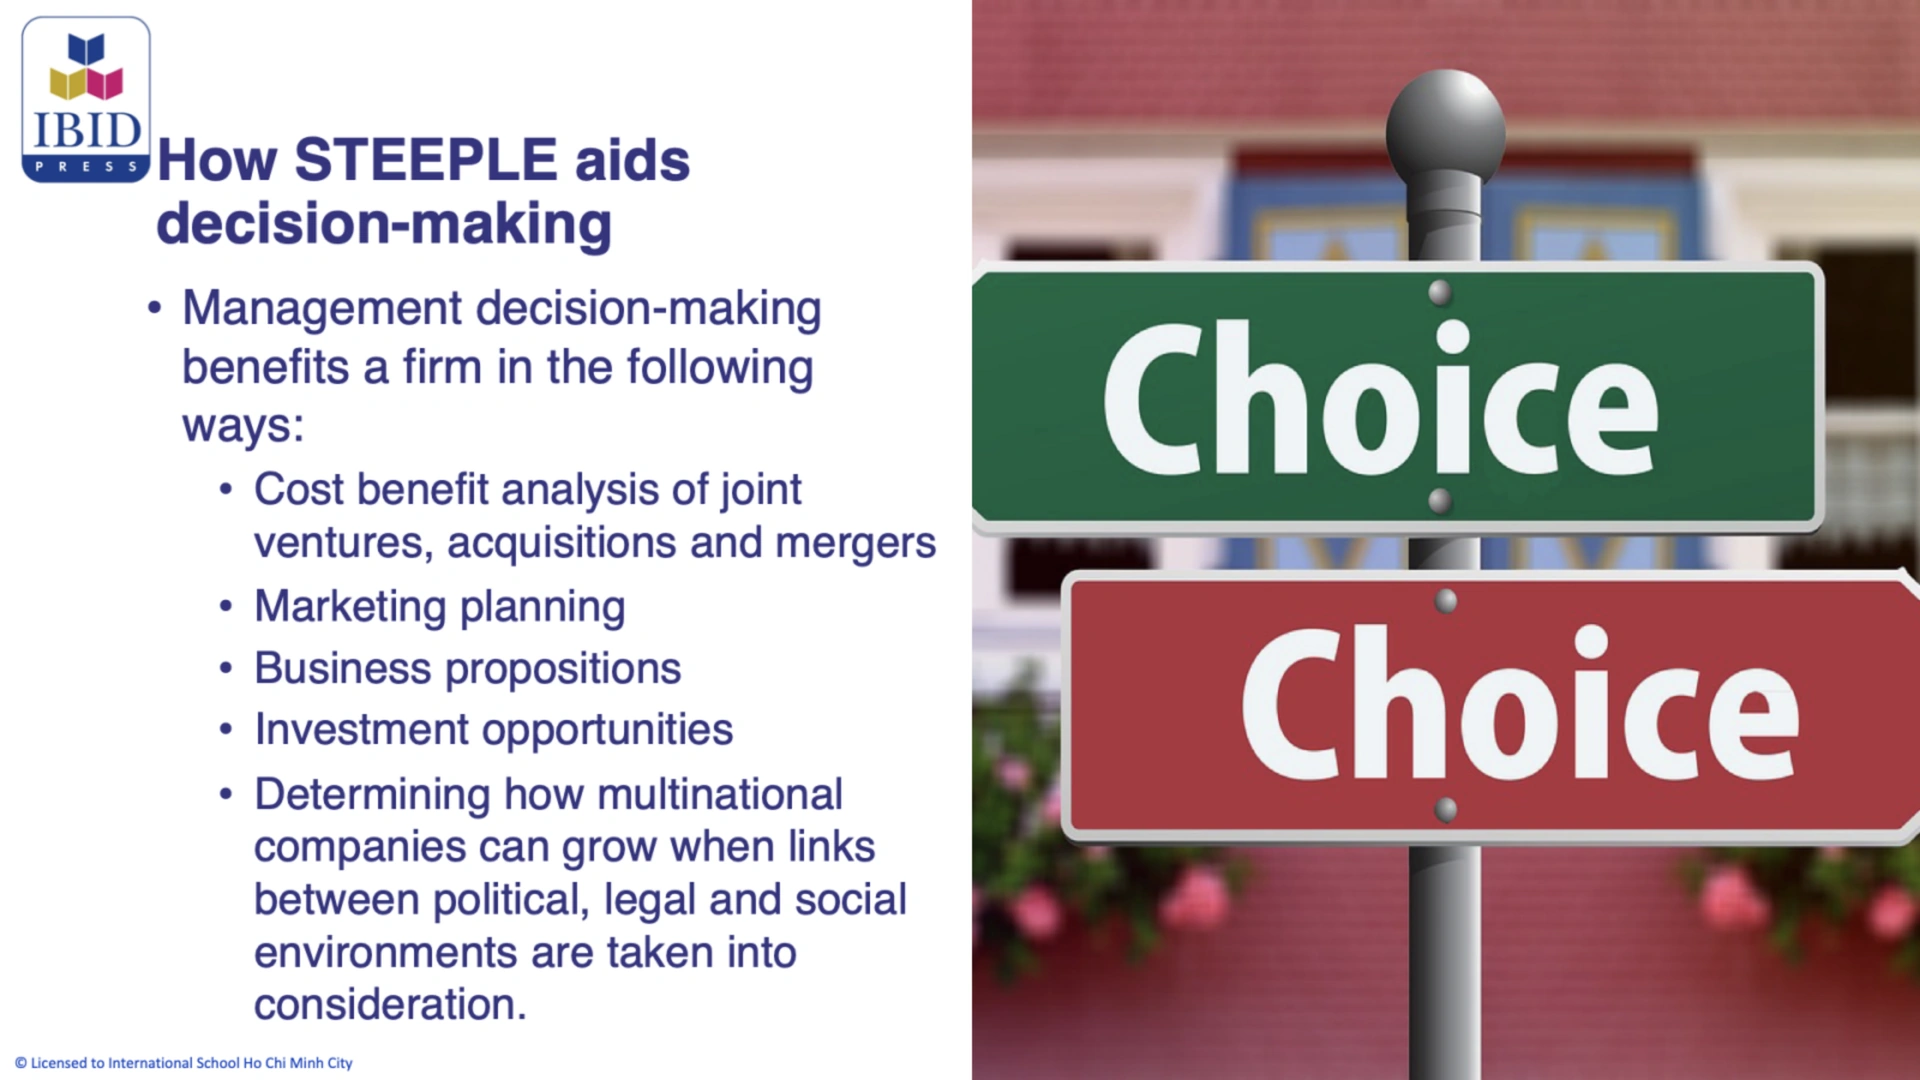 IBID
PRESS
How STEEPLE aids
decision-making
• Management decision-making
benefits a firm in the following
ways:
• Cost benefit analysis of joint
ventures, acquisitions and mergers
• Marketing planning
• Business propositions
• Investment opportunities
• Determining how multinational
companies can grow when links
between political, legal and social
environments are taken into
consideration.
© Licensed to International School Ho Chi Minh City
Choice
Choice